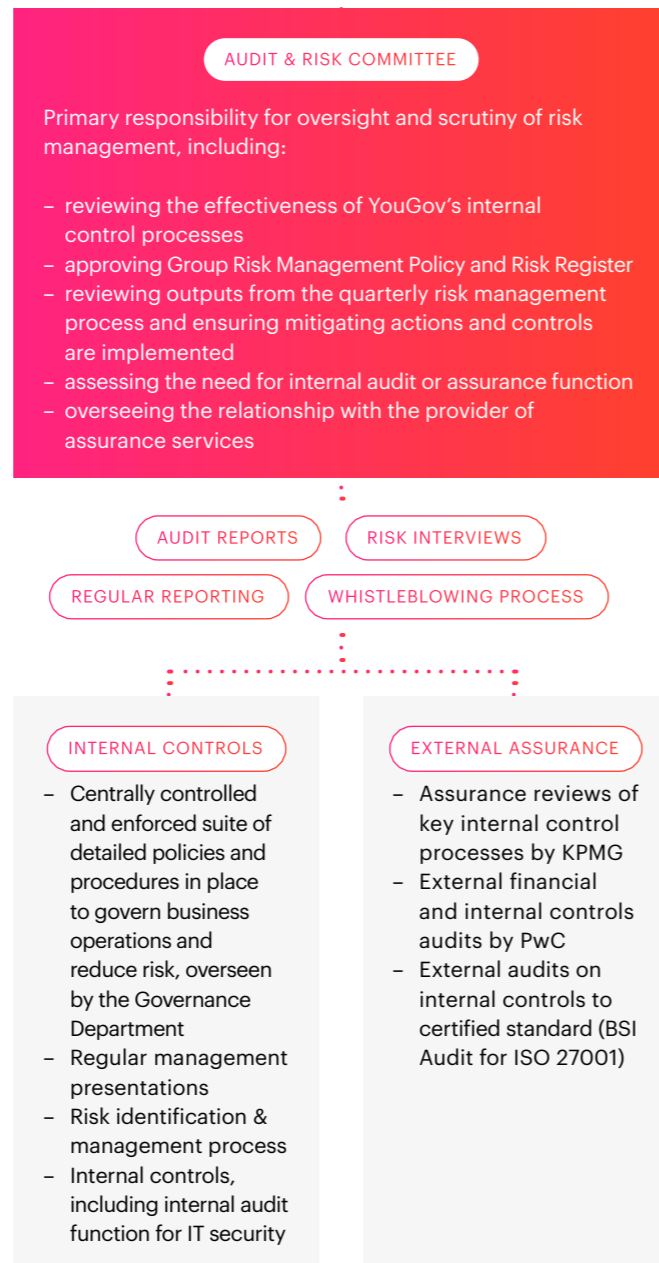 AUDIT & RISK COMMITTEE
Primary responsibility for oversight and scrutiny of risk
management, including:
– reviewing the effectiveness of YouGov’s internal
control processes
– approving Group Risk Management Policy and Risk Register
– reviewing outputs from the quarterly risk management
process and ensuring mitigating actions and controls
are implemented
– assessing the need for internal audit or assurance function
– overseeing the relationship with the provider of
assurance services
AUDIT REPORTS
RISK INTERVIEWS
REGULAR REPORTING
WHISTLEBLOWING PROCESS
INTERNAL CONTROLS
– Centrally controlled
and enforced suite of
detailed policies and
procedures in place
to govern business
operations and
reduce risk, overseen
by the Governance
Department
– Regular management
presentations
– Risk identification &
management process
– Internal controls,
including internal audit
function for IT security
EXTERNAL ASSURANCE
– Assurance reviews of
key internal control
processes by KPMG
– External financial
and internal controls
audits by PwC
– External audits on
internal controls to
certified standard (BSI
Audit for ISO 27001)